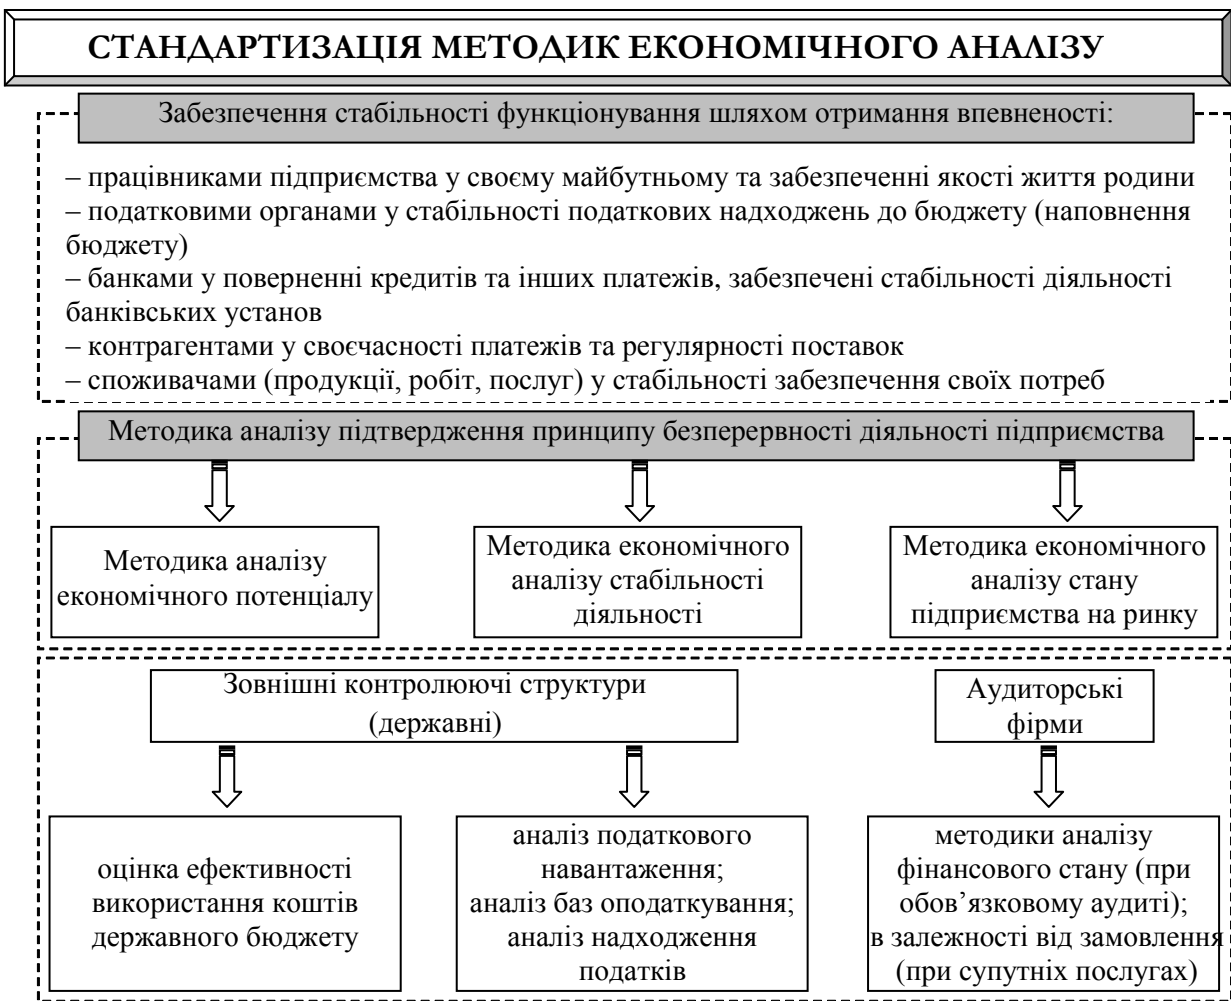 СТАНДАРТИЗАЦІЯ МЕТОДИК ЕКОНОМІЧНОГО АНАЛІЗУ
Забезпечення стабільності функціонування шляхом отримання впевненості:
– працівниками підприємства у своєму майбутньому та забезпеченні якості життя родини
– податковими органами у стабільності податкових надходжень до бюджету (наповнення
бюджету)
– банками у поверненні кредитів та інших платежів, забезпечені стабільності діяльності
банківських установ
– контрагентами у своєчасності платежів та регулярності поставок
– споживачами (продукції, робіт, послуг) у стабільності забезпечення своїх потреб
Методика аналізу підтвердження принципу безперервності діяльності підприємства
Методика аналізу
економічного потенціалу
Методика економічного
аналізу стабільності
діяльності
Методика економічного
аналізу стану
підприємства на ринку
Зовнішні контролюючі структури
(державні)
Аудиторські
фірми
оцінка ефективності
використання коштів
державного бюджету
аналіз податкового
навантаження;
аналіз баз оподаткування;
аналіз надходження
податків
методики аналізу
фінансового стану (при
обов’язковому аудиті);
в залежності від замовлення
(при супутніх послугах)